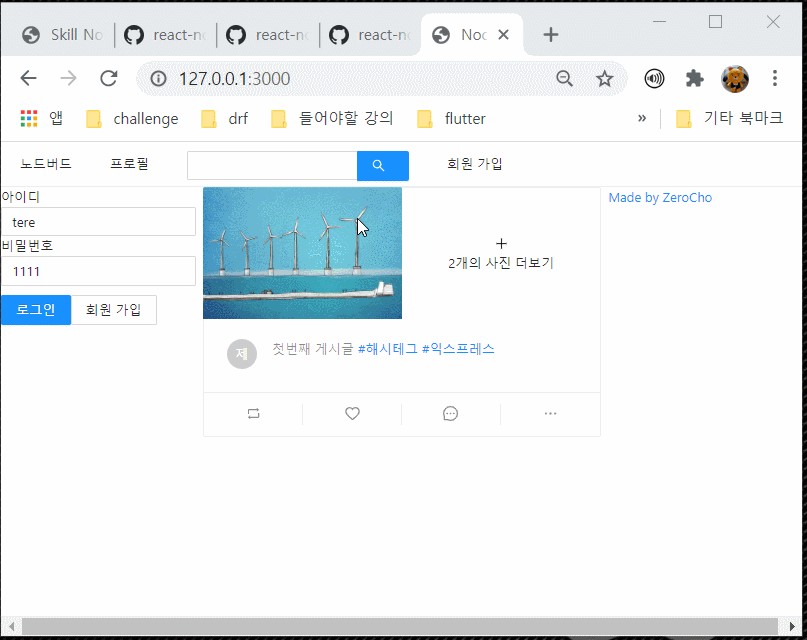 Skill No
react-no
react-no
react-no
Noc
127.0.0.1:3000
앱 challenge drf 들어야할 강의 flutter » 기타 북마크
노드버드 프로필 회원 가입
아이디
tere
비밀번호
1111
로그인 회원 가입
2개의 사진 더보기
제 첫번째 게시글 #해시테그 #익스프레스
Made by ZeroCho